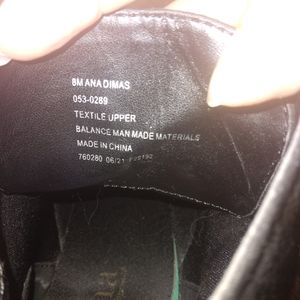 8M ANA DIMAS
053-0289
TEXTILE UPPER
BALANCE MAN MADE MATERIALS
MADE IN CHINA
760280 06/21